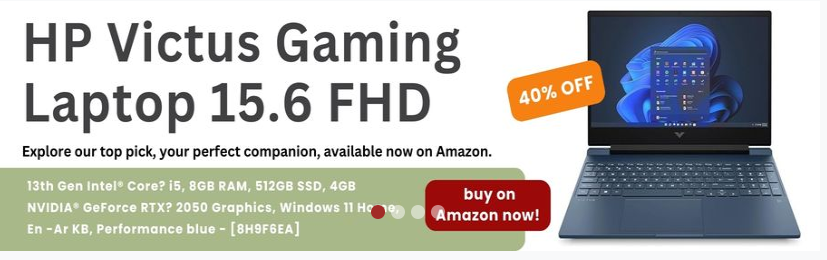 HP Victus Gaming
Laptop 15.6 FHD
40% OFF
Explore our top pick, your perfect companion, available now on Amazon.
13th Gen Intel® Core? i5, 8GB RAM, 512GB SSD, 4GB
NVIDIA® GeForce RTX? 2050 Graphics, Windows 11 Home,
En -Ar KB, Performance blue - [8H9F6EA]
buy on
Amazon now!